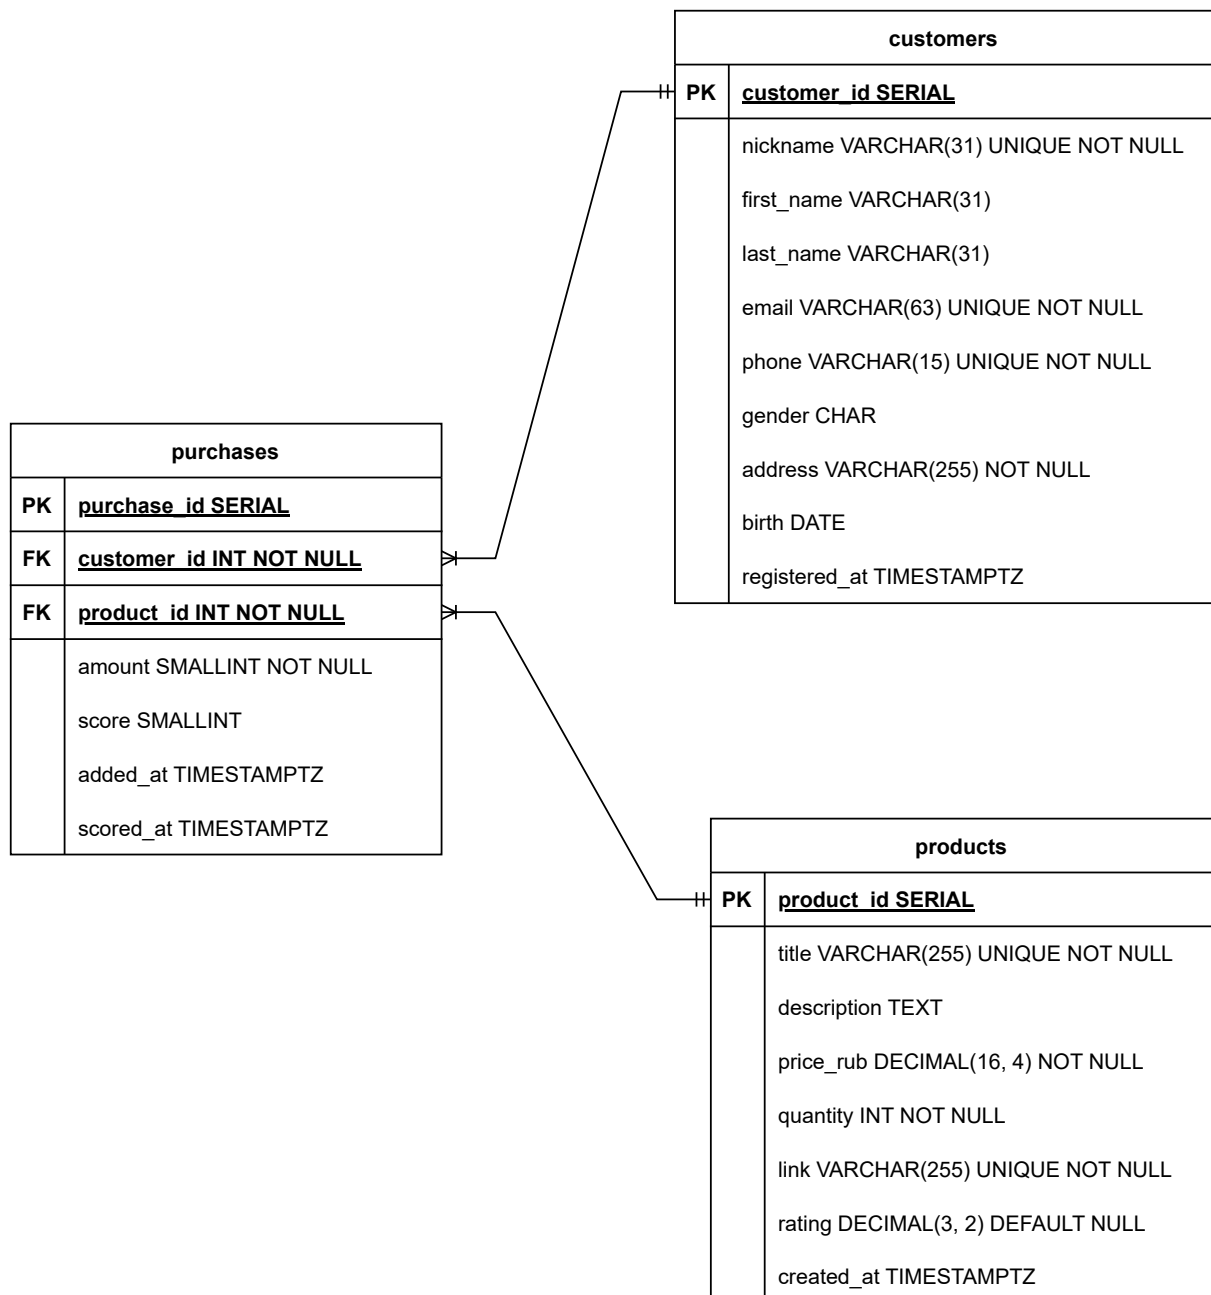 customers
PK customer_id SERIAL
nickname VARCHAR(31) UNIQUE NOT NULL
first_name VARCHAR(31)
last_name VARCHAR(31)
email VARCHAR(63) UNIQUE NOT NULL
phone VARCHAR(15) UNIQUE NOT NULL
gender CHAR
address VARCHAR(255) NOT NULL
birth DATE
registered_at TIMESTAMPTZ
purchases
PK purchase_id SERIAL
FK customer_id INT NOT NULL
FK product_id INT NOT NULL
amount SMALLINT NOT NULL
score SMALLINT
added_at TIMESTAMPTZ
scored_at TIMESTAMPTZ
products
PK product_id SERIAL
title VARCHAR(255) UNIQUE NOT NULL
description TEXT
price_rub DECIMAL(16, 4) NOT NULL
quantity INT NOT NULL
link VARCHAR(255) UNIQUE NOT NULL
rating DECIMAL(3, 2) DEFAULT NULL
created_at TIMESTAMPTZ